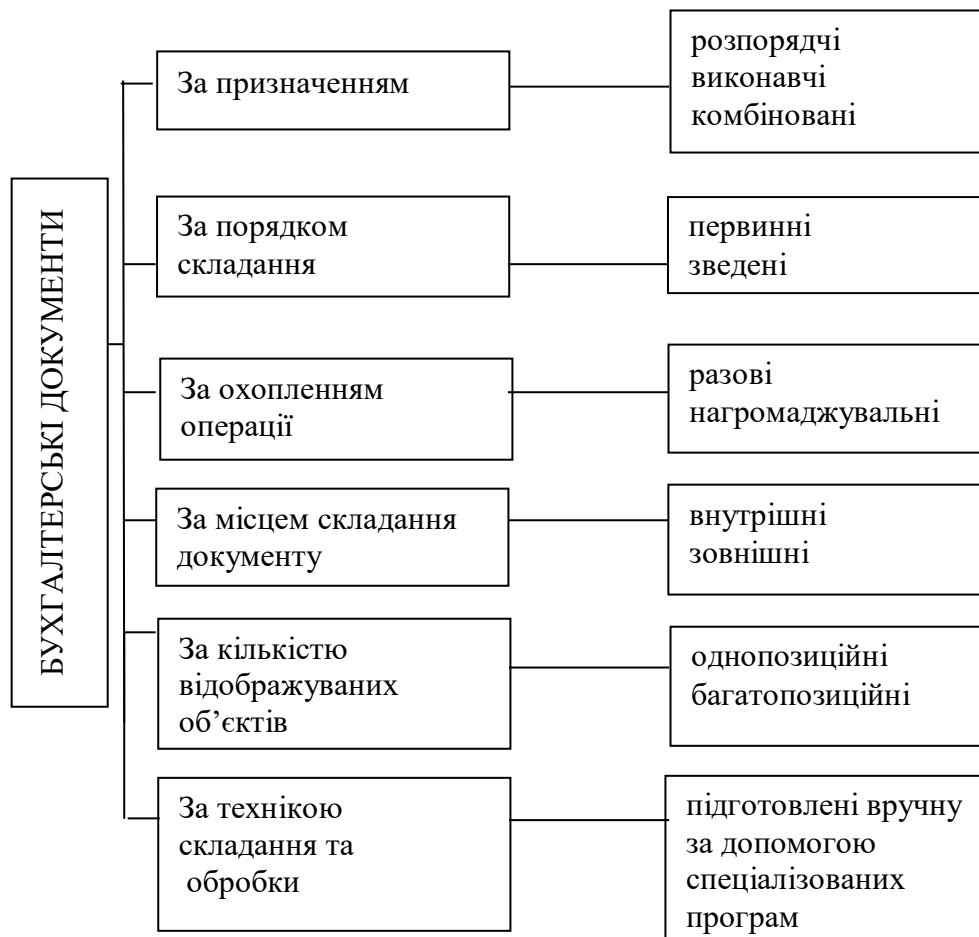 БУХГАЛТЕРСЬКІ ДОКУМЕНТИ
За призначенням
розпорядчі
виконавчі
комбіновані
За порядком
складання
первинні
зведені
За охопленням
операції
разові
нагромаджувальні
За місцем складання
документу
внутрішні
зовнішні
За кількістю
відображуваних
об’єктів
однопозиційні
багатопозиційні
За технікою
складання та
обробки
підготовлені вручну
за допомогою
спеціалізованих
програм